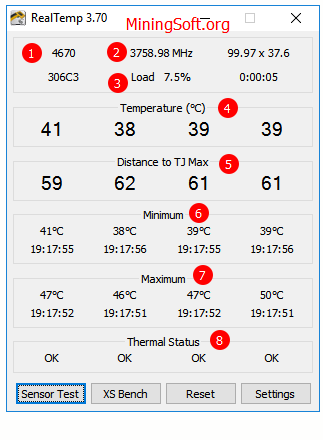 RealTemp 3.70
MiningSoft.org
1 4670 2 3758.98 MHz 99.97 x 37.6
306C3 3 Load 7.5% 0:00:05
Temperature (°C) 4
41 38 39 39
Distance to TJ Max 5
59 62 61 61
Minimum 6
41°C 38°C 39°C 39°C
19:17:55 19:17:56 19:17:55 19:17:56
Maximum 7
47°C 46°C 47°C 50°C
19:17:52 19:17:51 19:17:52 19:17:51
Thermal Status 8
OK OK OK OK
Sensor Test XS Bench Reset Settings